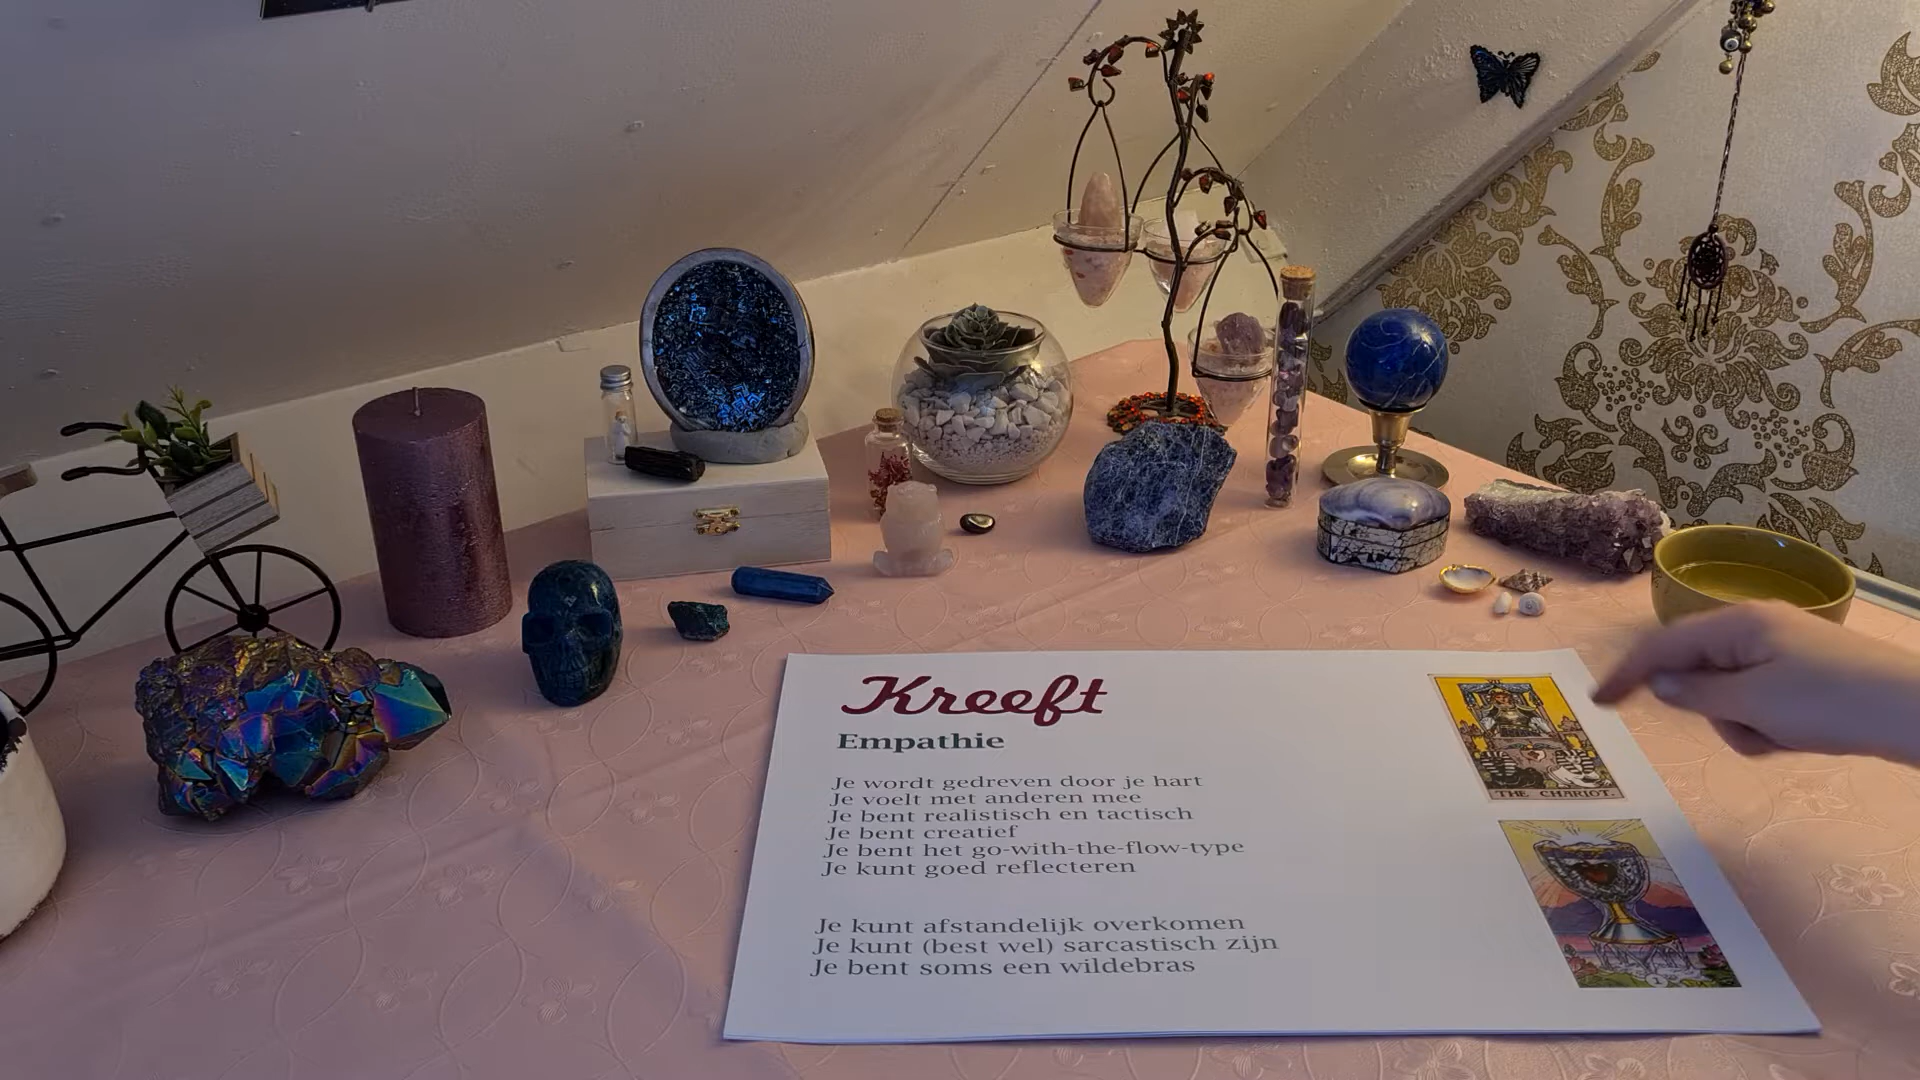 Kreeft
Empathie
Je wordt gedreven door je hart
Je voelt met anderen mee
Je bent realistisch en tactisch
Je bent creatief
Je bent het go-with-the-flow-type
Je kunt goed reflecteren
Je kunt afstandelijk overkomen
Je kunt (best wel) sarcastisch zijn
Je bent soms een wildebras
VII
THE CHARIOT.
1